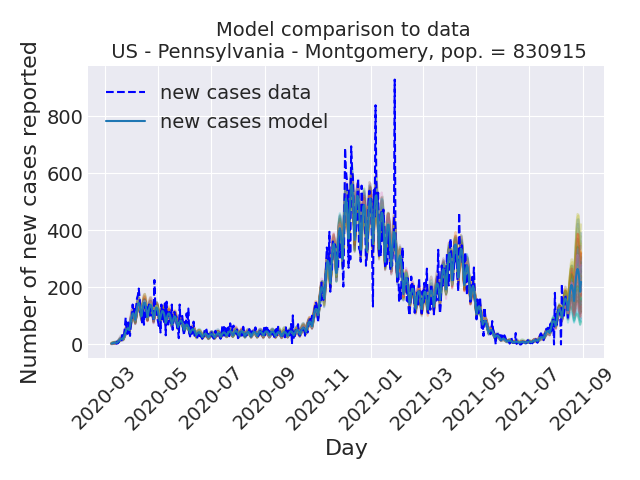 Model comparison to data
US - Pennsylvania - Montgomery, pop. = 830915
Number of new cases reported
new cases data
new cases model
800
600
400
200
0
2020-03
2020-05
2020-07
2020-09
2020-11
2021-01
2021-03
2021-05
2021-07
2021-09
Day